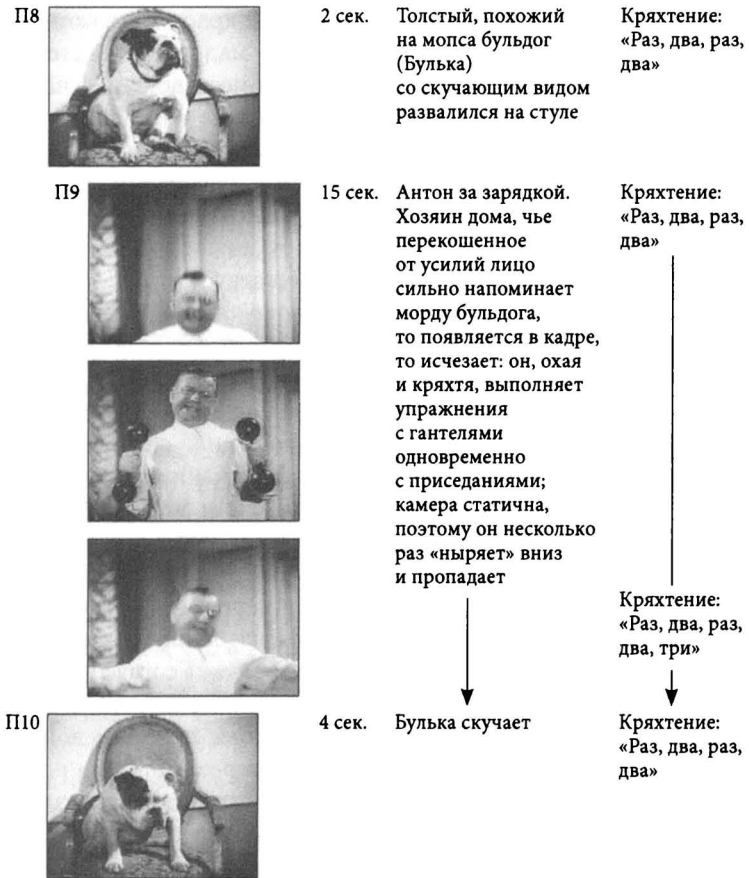 П8
2 сек.
Толстый, похожий
на мопса бульдог
(Булька)
со скучающим видом
развалился на стуле
Кряхтение:
«Раз, два, раз,
два»
П9
15 сек.
Антон за зарядкой.
Хозяин дома, чье
перекошенное
от усилий лицо
сильно напоминает
морду бульдога,
то появляется в кадре,
то исчезает: он, охая
и кряхтя, выполняет
упражнения
с гантелями
одновременно
с приседаниями;
камера статична,
поэтому он несколько
раз «ныряет» вниз
и пропадает
Кряхтение:
«Раз, два, раз,
два»
Кряхтение:
«Раз, два, раз,
два, три»
П10
4 сек.
Булька скучает
Кряхтение:
«Раз, два, раз,
два»